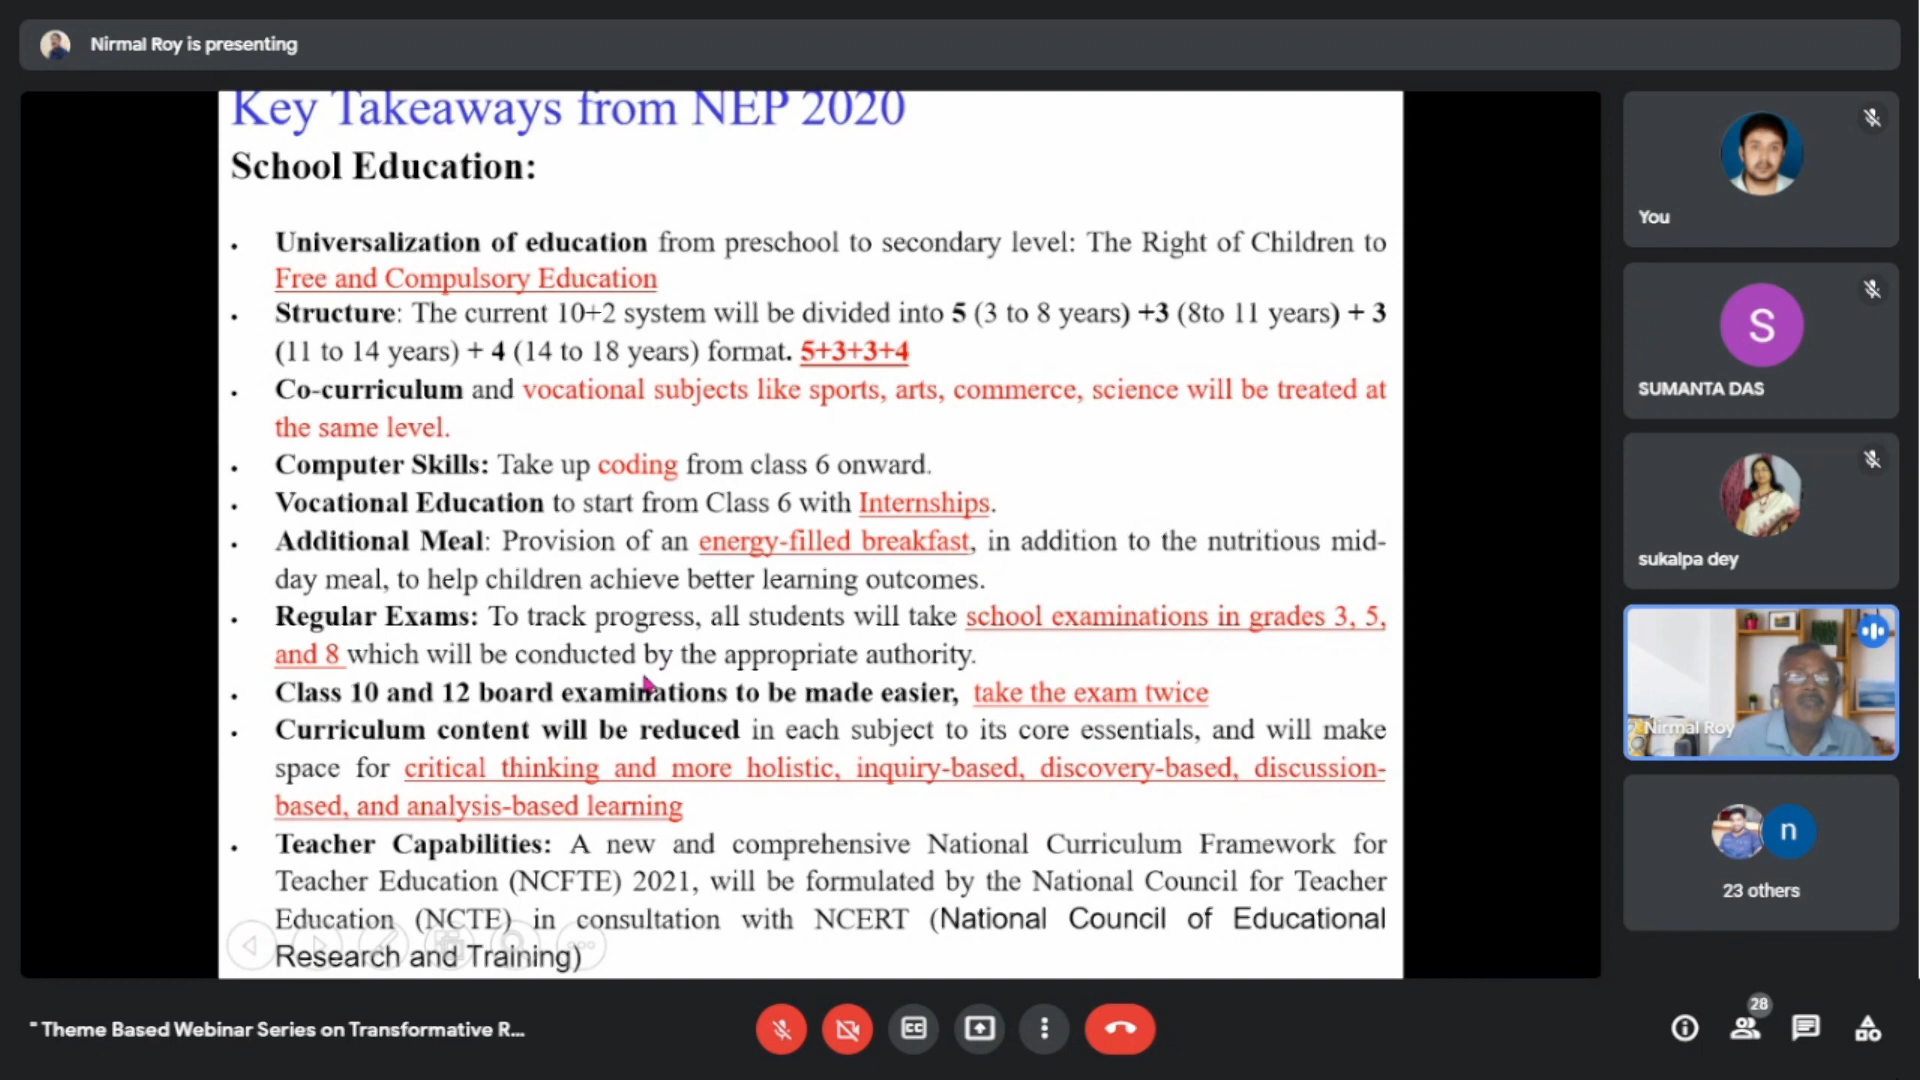 Nirmal Roy is presenting
Key Takeaways from NEP 2020
School Education:
• Universalization of education from preschool to secondary level: The Right of Children to
Free and Compulsory Education
• Structure: The current 10+2 system will be divided into 5 (3 to 8 years) +3 (8to 11 years) + 3
(11 to 14 years) + 4 (14 to 18 years) format. 5+3+3+4
• Co-curriculum and vocational subjects like sports, arts, commerce, science will be treated at
the same level.
• Computer Skills: Take up coding from class 6 onward.
• Vocational Education to start from Class 6 with Internships.
• Additional Meal: Provision of an energy-filled breakfast, in addition to the nutritious mid-
day meal, to help children achieve better learning outcomes.
• Regular Exams: To track progress, all students will take school examinations in grades 3, 5,
and 8 which will be conducted by the appropriate authority.
• Class 10 and 12 board examinations to be made easier, take the exam twice
• Curriculum content will be reduced in each subject to its core essentials, and will make
space for critical thinking and more holistic, inquiry-based, discovery-based, discussion-
based, and analysis-based learning
• Teacher Capabilities: A new and comprehensive National Curriculum Framework for
Teacher Education (NCFTE) 2021, will be formulated by the National Council for Teacher
Education (NCTE) in consultation with NCERT (National Council of Educational
Research and Training)
You
S
SUMANTA DAS
sukalpa dey
Nirmal Roy
n
23 others
" Theme Based Webinar Series on Transformative R...
CC
28